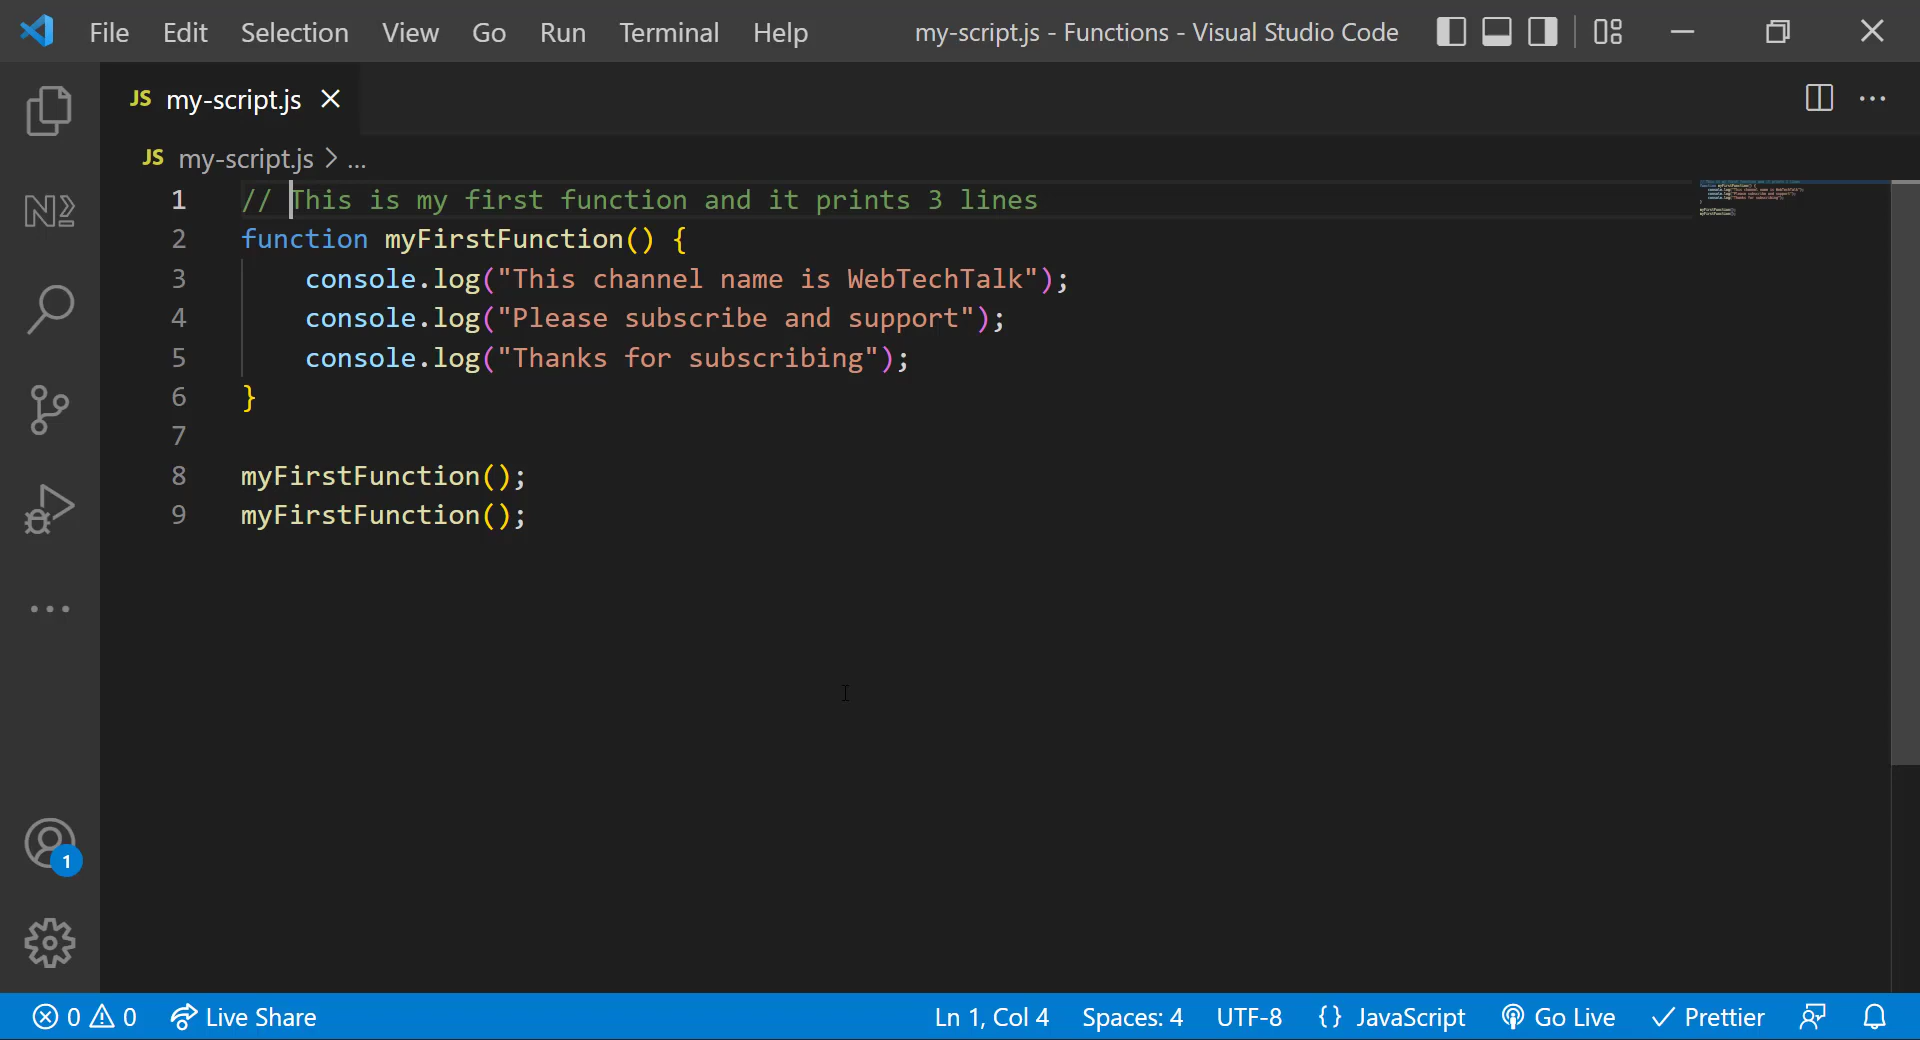 File Edit Selection View Go Run Terminal Help my-script.js - Functions - Visual Studio Code
JS my-script.js
JS my-script.js > ...
1 // This is my first function and it prints 3 lines
2 function myFirstFunction() {
3     console.log("This channel name is WebTechTalk");
4     console.log("Please subscribe and support");
5     console.log("Thanks for subscribing");
6 }
7
8 myFirstFunction();
9 myFirstFunction();
1
0 0 Live Share Ln 1, Col 4 Spaces: 4 UTF-8 {} JavaScript Go Live Prettier